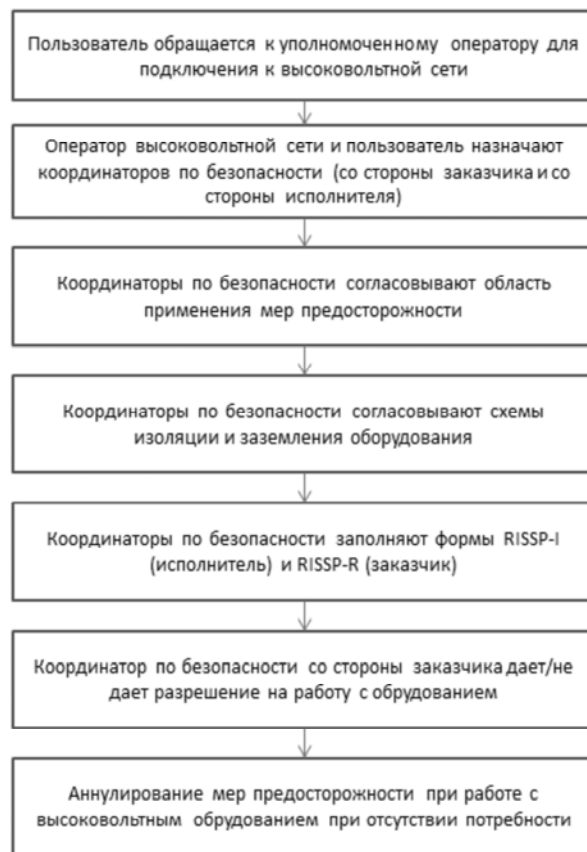 Пользователь обращается к уполномоченному оператору для
подключения к высоковольтной сети
Оператор высоковольтной сети и пользователь назначают
координаторов по безопасности (со стороны заказчика и со
стороны исполнителя)
Координаторы по безопасности согласовывают область
применения мер предосторожности
Координаторы по безопасности согласовывают схемы
изоляции и заземления оборудования
Координаторы по безопасности заполняют формы RISSP-I
(исполнитель) и RISSP-R (заказчик)
Координатор по безопасности со стороны заказчика дает/не
дает разрешение на работу с обрудованием
Аннулирование мер предосторожности при работе с
высоковольтным обрудованием при отсутствии потребности